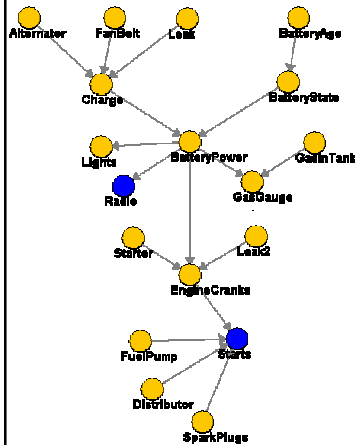 Alternator FanBelt Leak BatteryAge
Charge BatteryState
Lights BatteryPower GasInTank
Radio GasGauge
Starter Leak2
EngineCranks
FuelPump Starts
Distributor
SparkPlugs